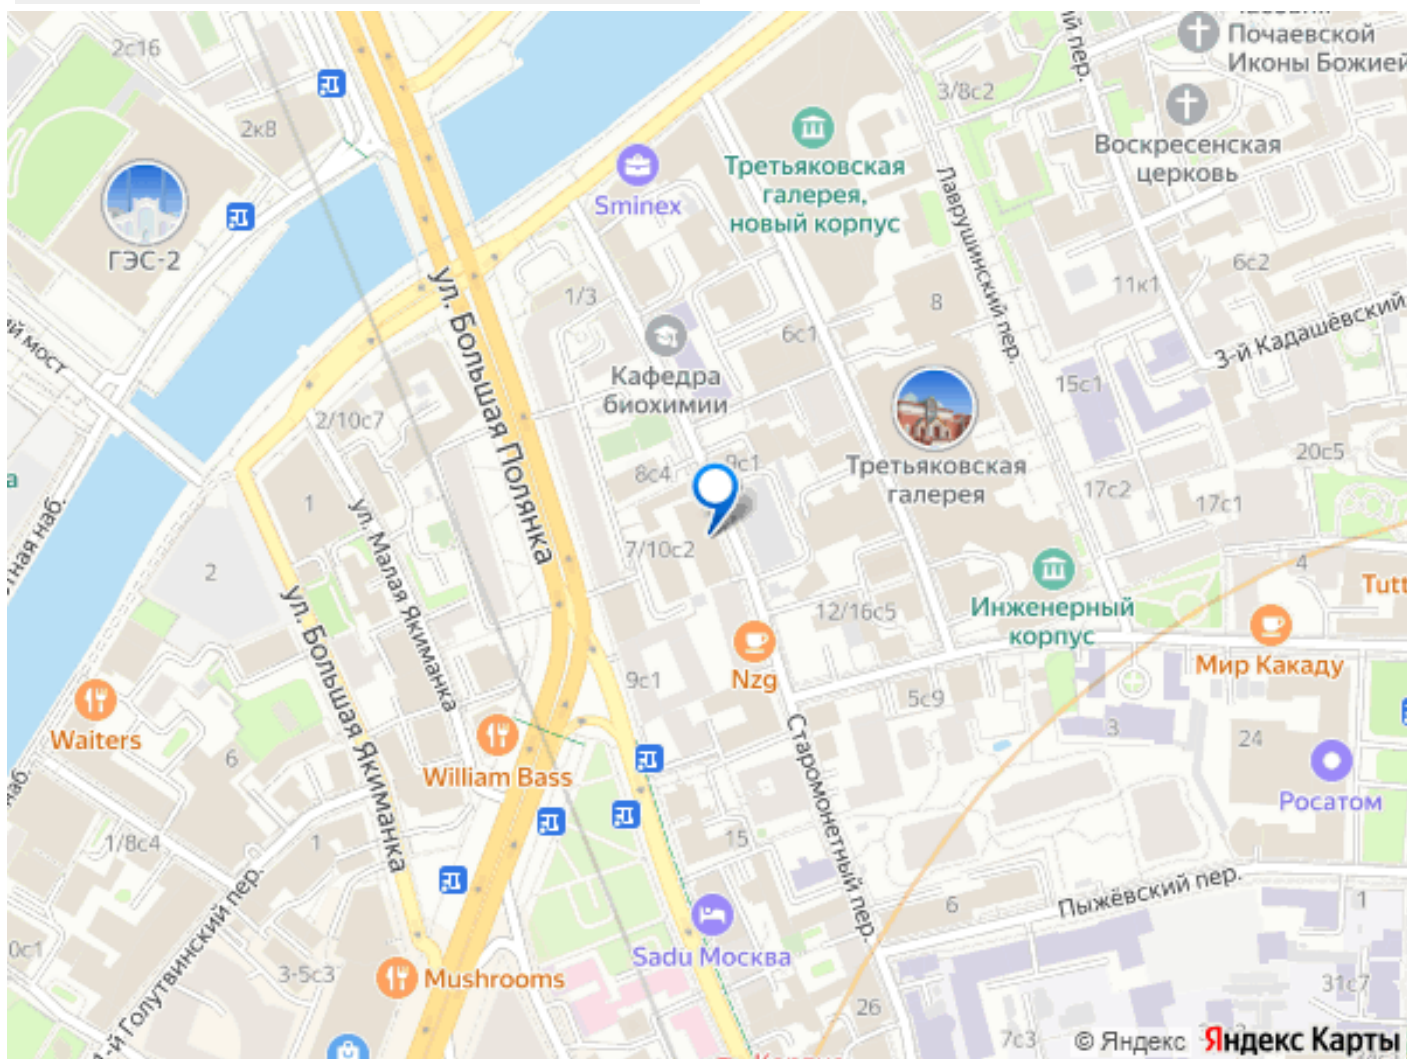 Почаевской
Иконы Божией
2с16
3/8с2
2к8
Воскресенская
церковь
Третьяковская
галерея,
новый корпус
Лаврушинский пер.
Sminex
ГЭС-2
6с2
11к1
1/3
8
6с1
ул. Большая Полянка
3-й Кадашёвский
мост
Кафедра
биохимии
15с1
2/10с7
20с5
8с4
9с1
Третьяковская
галерея
17с2
17с1
1
ул. Малая Якиманка
7/10с2
2
4
Tutt
ул. Большая Якиманка
12/16с5
Инженерный
корпус
Мир Какаду
Nzg
9с1
5с9
Waiters
Старомонетный пер.
3
24
6
William Bass
Росатом
наб.
1/8с4
1
15
Пыжёвский пер.
6
1
0с1
1-й Голутвинский пер.
Sadu Москва
3-5с3
Mushrooms
31с7
26
7с3
© Яндекс
Яндекс Карты